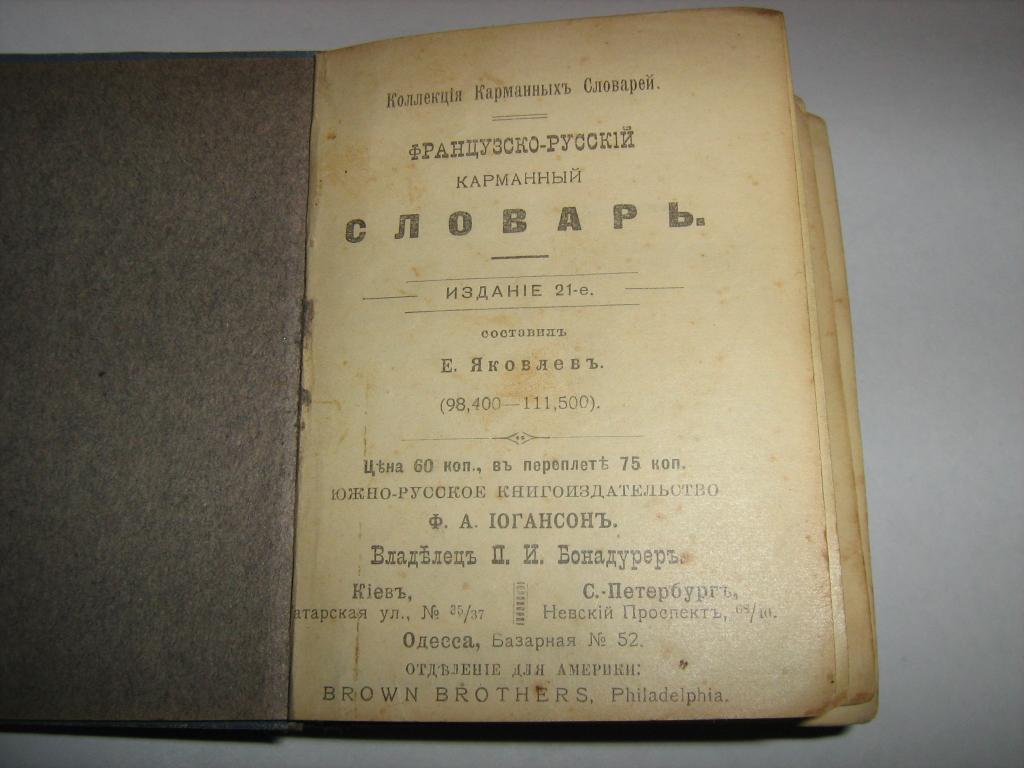 Коллекція Карманныхъ Словарей.
ФРАНЦУЗСКО-РУССКІЙ
КАРМАННЫЙ
СЛОВАРЬ.
ИЗДАНІЕ 21-е.
составилъ
Е. Яковлевъ.
(98,400—111,500).
Цѣна 60 коп., въ переплетѣ 75 коп.
ЮЖНО-РУССКОЕ КНИГОИЗДАТЕЛЬСТВО
Ф. А. ІОГАНСОНЪ.
Владѣлецъ П. И. Бонадуреръ.
Кіевъ,
атарская ул., № 35/37
С.-Петербургъ,
Невскій Проспектъ, 68/40.
Одесса, Базарная № 52.
ОТДѢЛЕНІЕ ДЛЯ АМЕРИКИ:
BROWN BROTHERS, Philadelphia.